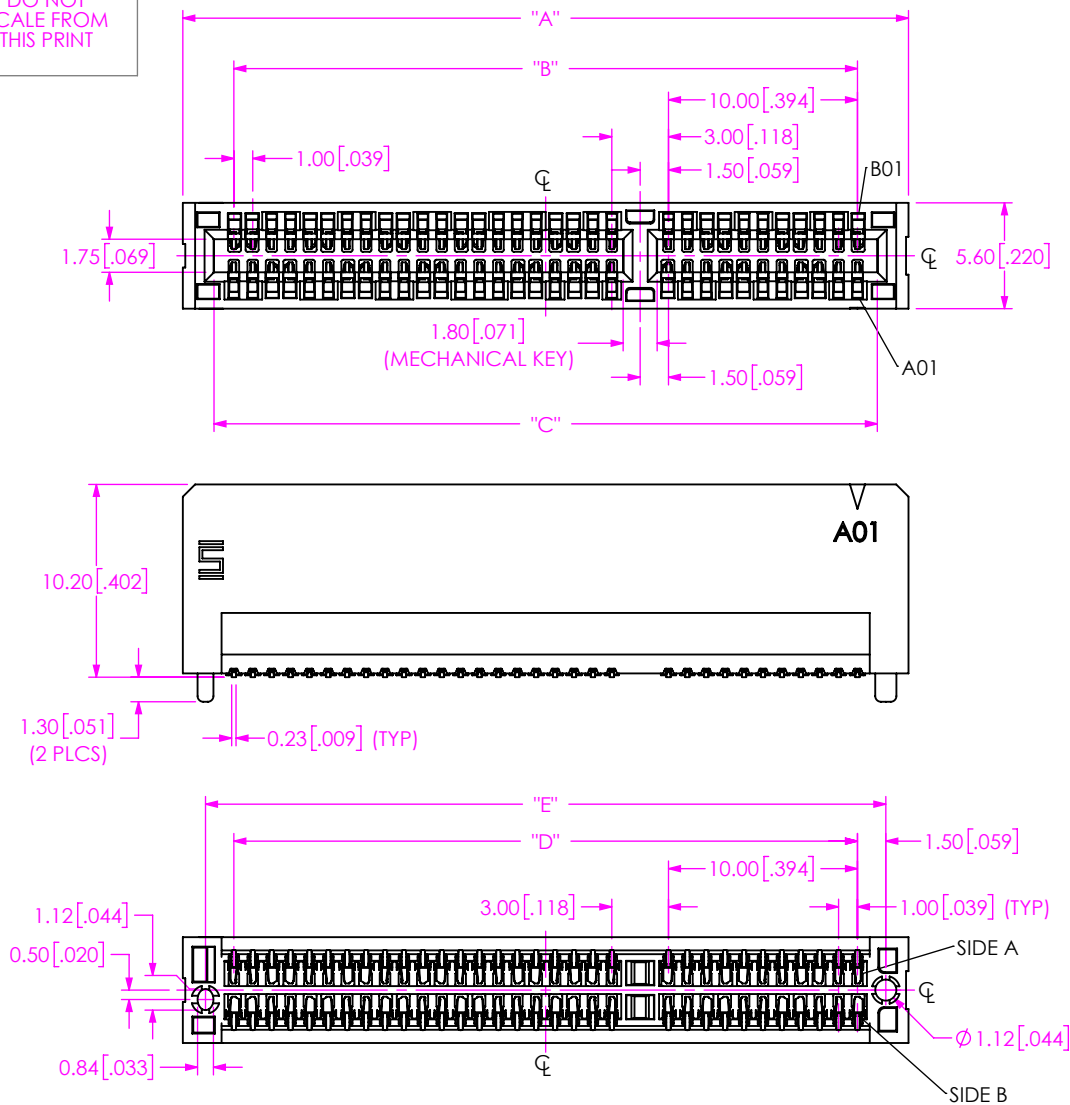 DO NOT
CALE FROM
THIS PRINT
"A"
"B"
10.00[.394]
3.00[.118]
1.00[.039]
1.50[.059]
℄
B01
1.75[.069]
℄
5.60[.220]
1.80[.071]
(MECHANICAL KEY)
1.50[.059]
A01
"C"
A01
10.20[.402]
1.30[.051]
(2 PLCS)
0.23[.009] (TYP)
"E"
"D"
1.50[.059]
10.00[.394]
3.00[.118]
1.00[.039] (TYP)
1.12[.044]
0.50[.020]
SIDE A
℄
Ø1.12[.044]
0.84[.033]
℄
SIDE B